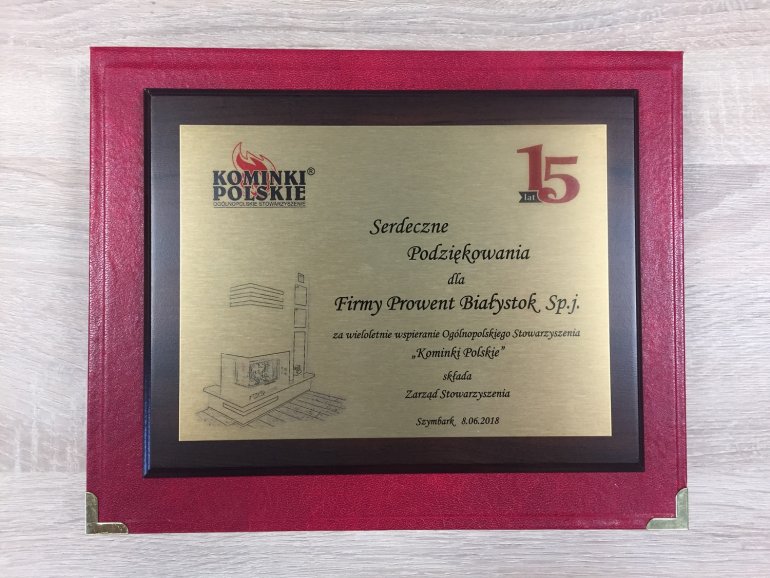 KOMINKI®
POLSKIE
OGÓLNOPOLSKIE STOWARZYSZENIE
15
lat
Serdeczne
Podziękowania
dla
Firmy Prowent Białystok Sp.j.
za wieloletnie wspieranie Ogólnopolskiego Stowarzyszenia
„Kominki Polskie”
składa
Zarząd Stowarzyszenia
Szymbark 8.06.2018